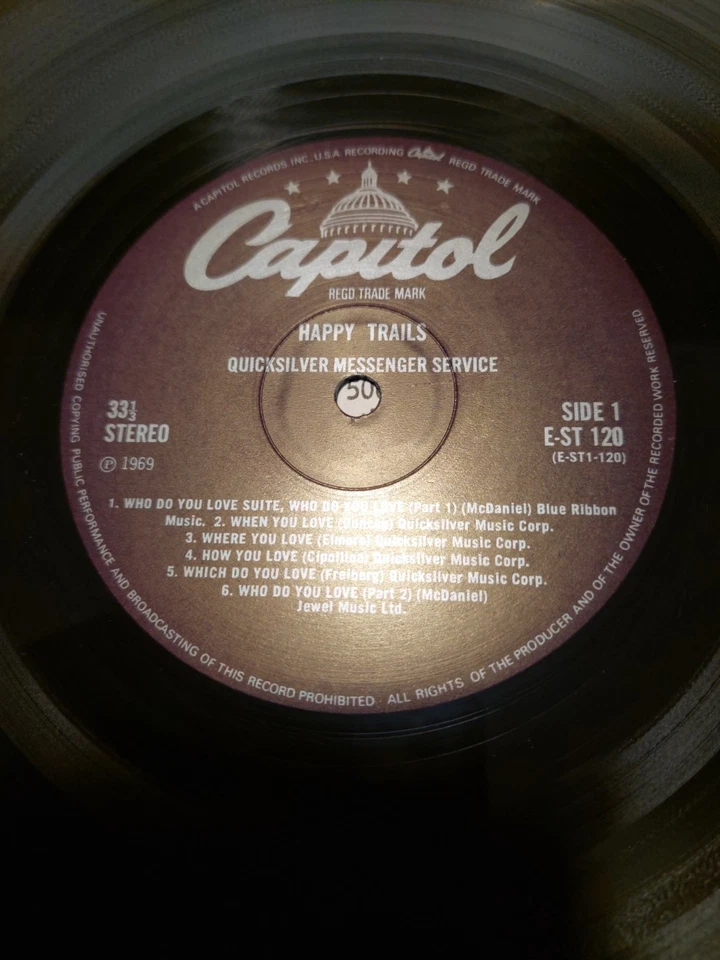 A CAPITOL RECORDS, INC., U.S.A. RECORDING Capitol REGD TRADE MARK
Capitol
REGD TRADE MARK
HAPPY TRAILS
QUICKSILVER MESSENGER SERVICE
50
33⅓
STEREO
℗ 1969
SIDE 1
E-ST 120
(E-ST1-120)
1. WHO DO YOU LOVE SUITE, WHO DO YOU LOVE (Part 1) (McDaniel) Blue Ribbon
Music. 2. WHEN YOU LOVE (Duncan) Quicksilver Music Corp.
3. WHERE YOU LOVE (Elmore) Quicksilver Music Corp.
4. HOW YOU LOVE (Cipollina) Quicksilver Music Corp.
5. WHICH DO YOU LOVE (Freiberg) Quicksilver Music Corp.
6. WHO DO YOU LOVE (Part 2) (McDaniel)
Jewel Music Ltd.
UNAUTHORISED COPYING PUBLIC PERFORMANCE AND BROADCASTING OF THIS RECORD PROHIBITED ALL RIGHTS OF THE PRODUCER AND OF THE OWNER OF THE RECORDED WORK RESERVED